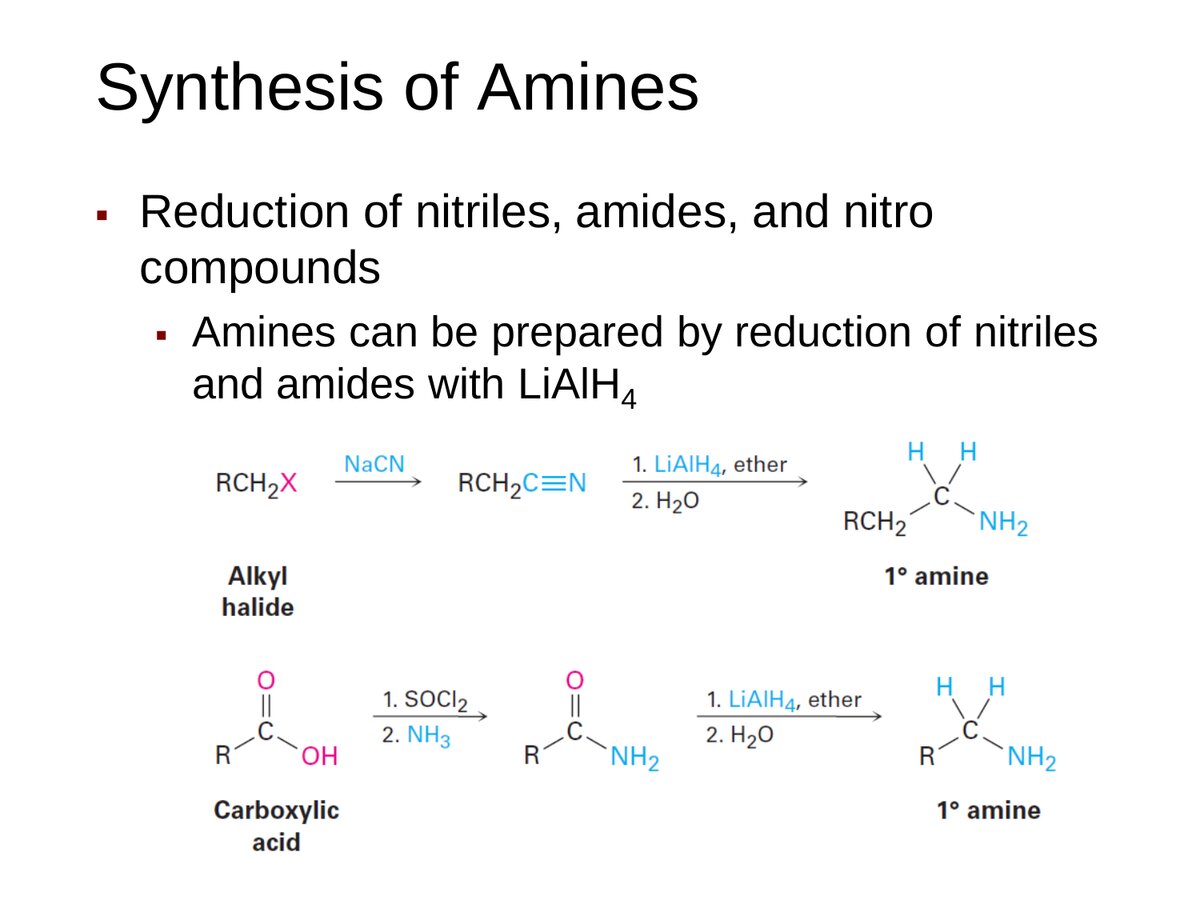 Synthesis of Amines
▪ Reduction of nitriles, amides, and nitro
compounds
▪ Amines can be prepared by reduction of nitriles
and amides with LiAlH₄
RCH₂X
NaCN
RCH₂C≡N
1. LiAlH₄, ether
2. H₂O
H H
C
RCH₂ NH₂
Alkyl
halide
1° amine
O
C
R OH
1. SOCl₂
2. NH₃
O
C
R NH₂
1. LiAlH₄, ether
2. H₂O
H H
C
R NH₂
Carboxylic
acid
1° amine